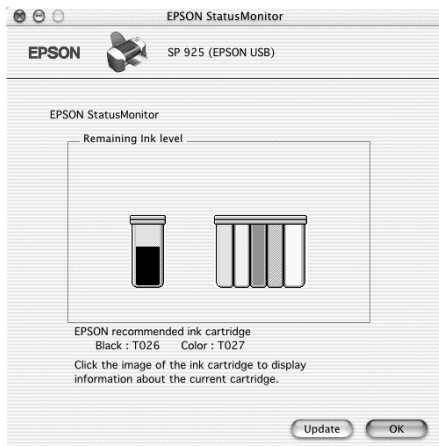 EPSON StatusMonitor
EPSON
SP 925 (EPSON USB)
EPSON StatusMonitor
Remaining Ink level
EPSON recommended ink cartridge
Black : T026 Color : T027
Click the image of the ink cartridge to display
information about the current cartridge.
Update
OK